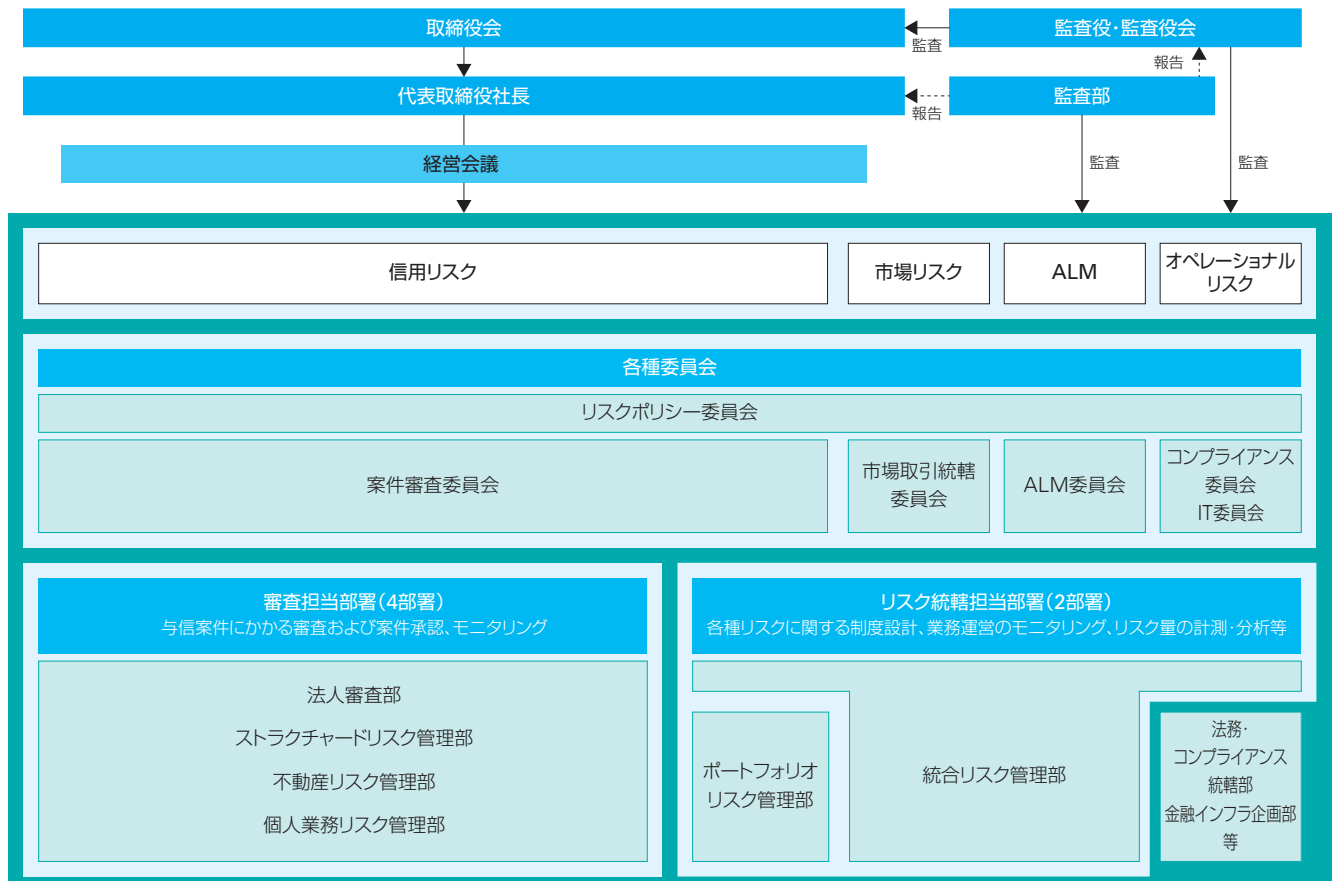 取締役会
監査役・監査役会
監査
報告
代表取締役社長
監査部
報告
経営会議
監査
監査
信用リスク
市場リスク
ALM
オペレーショナル
リスク
各種委員会
リスクポリシー委員会
案件審査委員会
市場取引統轄
委員会
ALM委員会
コンプライアンス
委員会
IT委員会
審査担当部署（4部署）
与信案件にかかる審査および案件承認、モニタリング
法人審査部
ストラクチャードリスク管理部
不動産リスク管理部
個人業務リスク管理部
リスク統轄担当部署（2部署）
各種リスクに関する制度設計、業務運営のモニタリング、リスク量の計測・分析等
ポートフォリオ
リスク管理部
統合リスク管理部
法務・
コンプライアンス
統轄部
金融インフラ企画部
等